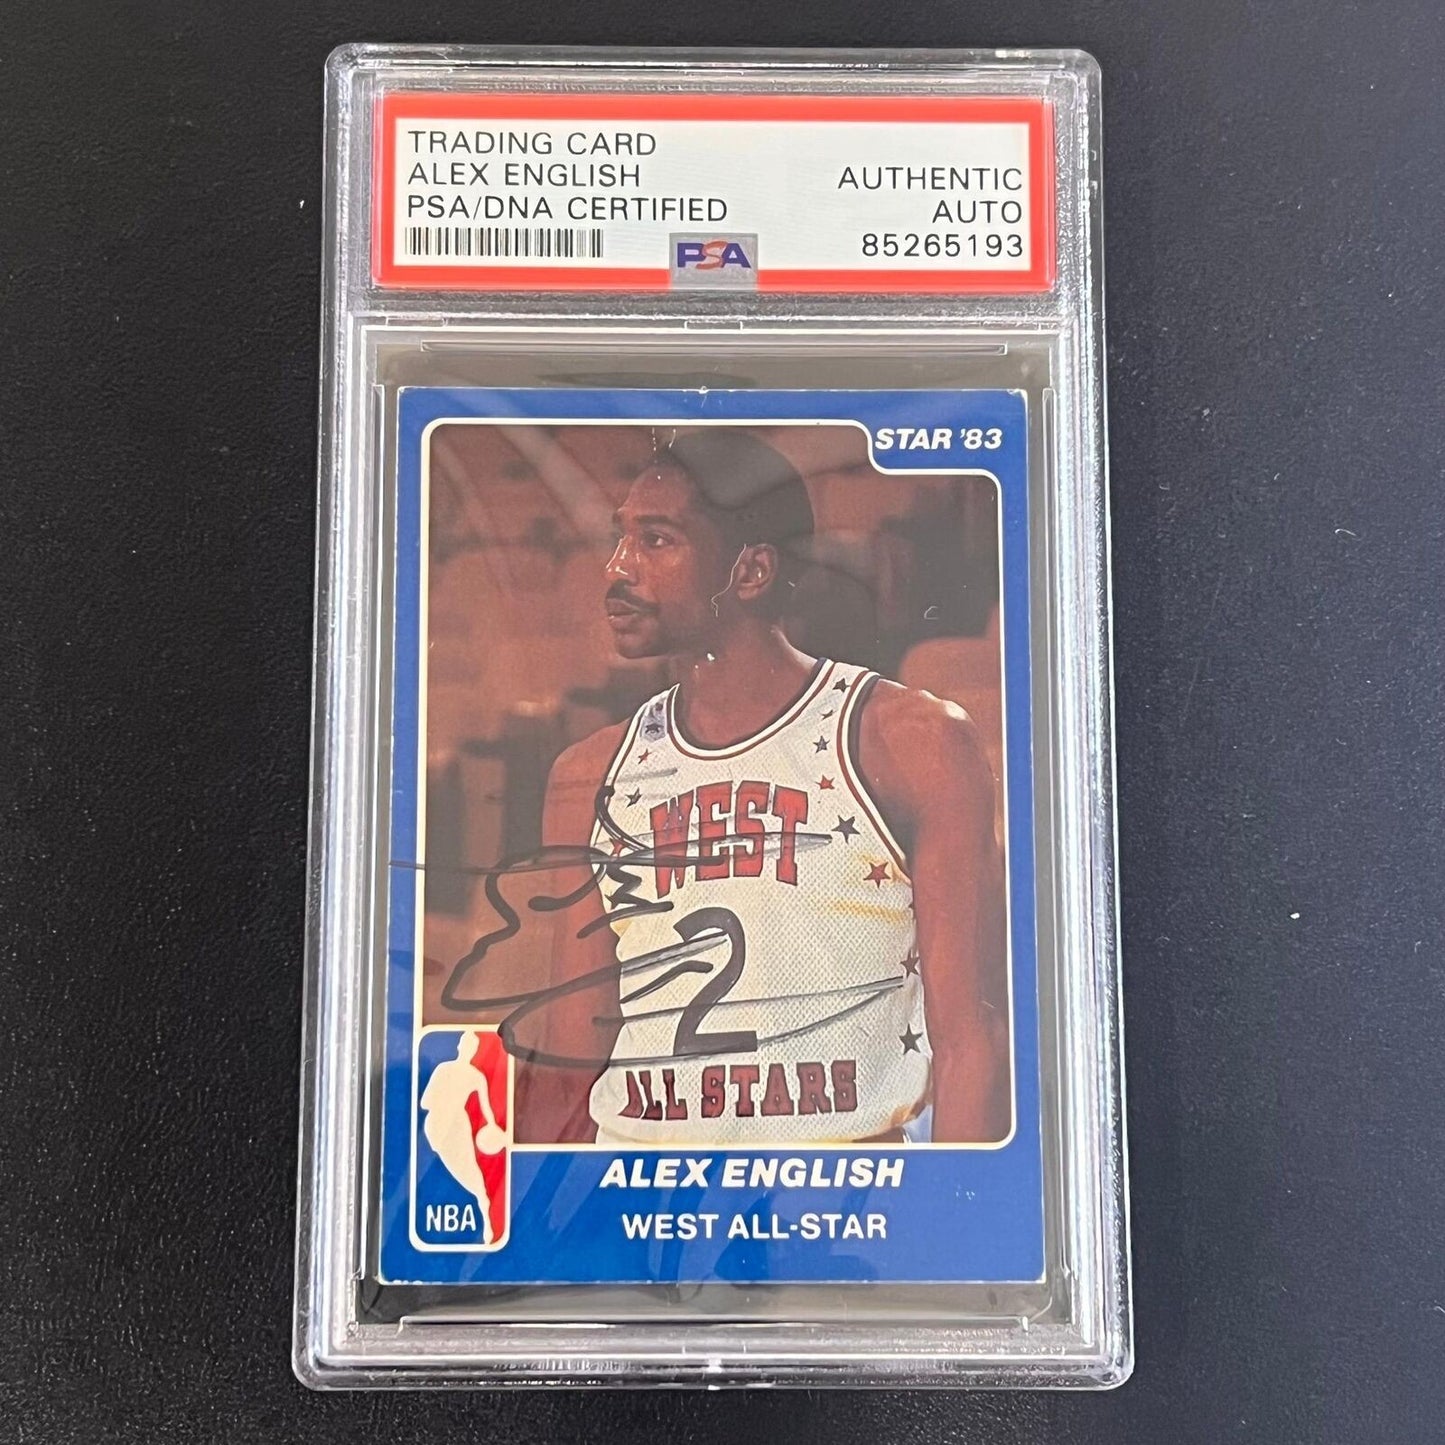 TRADING CARD
ALEX ENGLISH
PSA/DNA CERTIFIED
AUTHENTIC
AUTO
85265193
PSA
STAR '83
WEST
2
ALL STARS
NBA
ALEX ENGLISH
WEST ALL-STAR